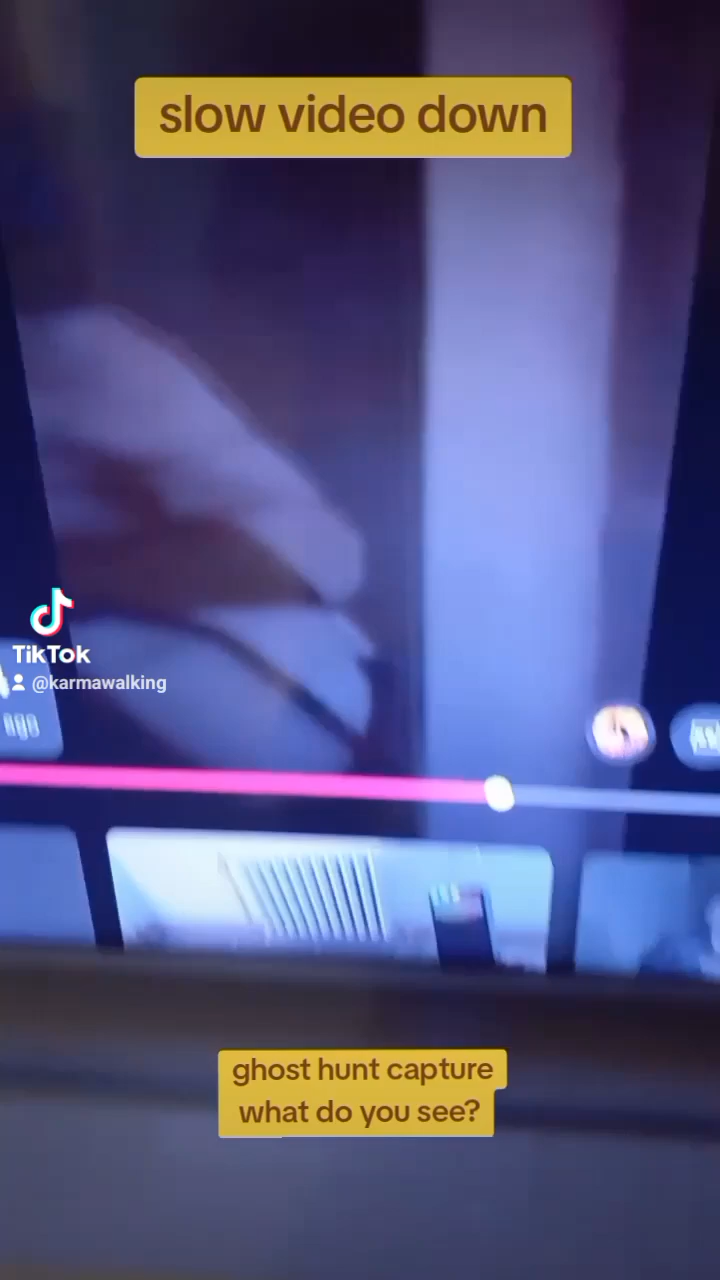 slow video down
TikTok
@karmawalking
ghost hunt capture
what do you see?